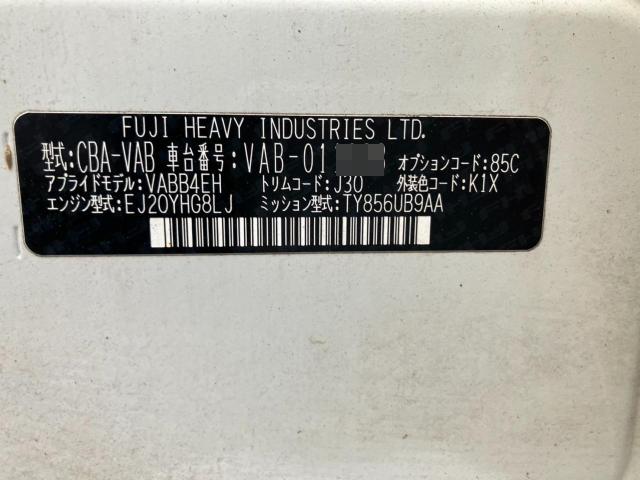 FUJI HEAVY INDUSTRIES LTD.
型式:CBA-VAB 車台番号:VAB-01 オプションコード:85C
アプライドモデル:VABB4EH トリムコード:J30 外装色コード:K1X
エンジン型式:EJ20YHG8LJ ミッション型式:TY856UB9AA